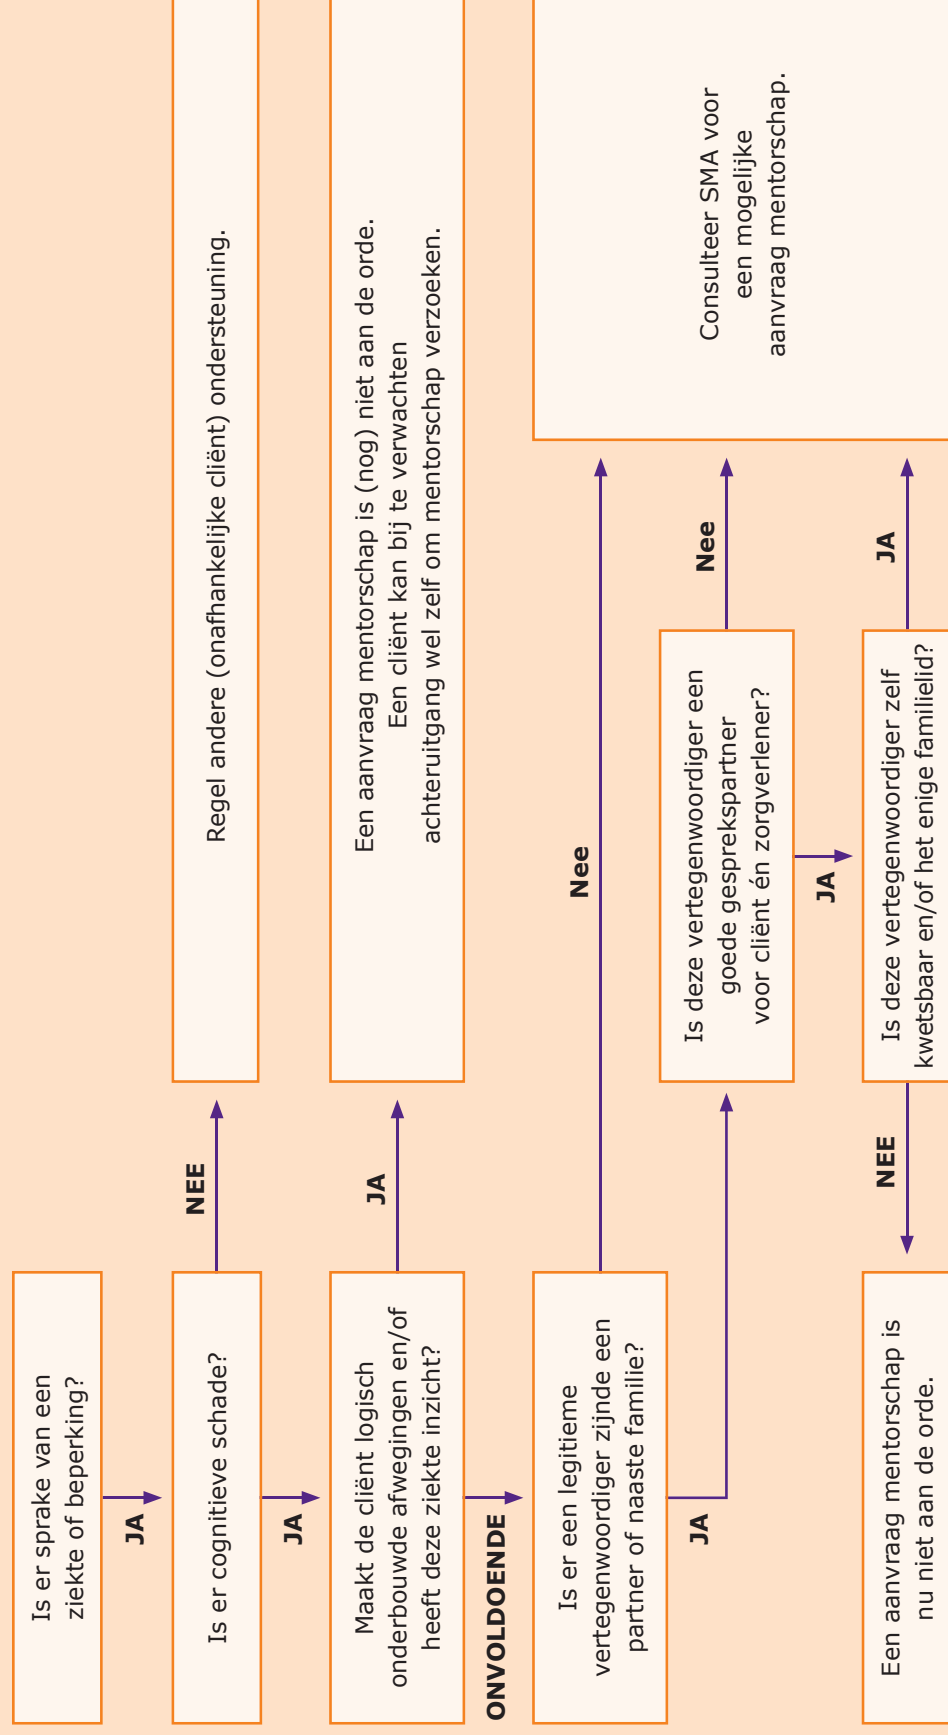 Is er sprake van een
ziekte of beperking?
JA
Is er cognitieve schade?
NEE
Regel andere (onafhankelijke cliënt) ondersteuning.
JA
Maakt de cliënt logisch
onderbouwde afwegingen en/of
heeft deze ziekte inzicht?
JA
Een aanvraag mentorschap is (nog) niet aan de orde.
Een cliënt kan bij te verwachten
achteruitgang wel zelf om mentorschap verzoeken.
ONVOLDOENDE
Is er een legitieme
vertegenwoordiger zijnde een
partner of naaste familie?
Nee
JA
Is deze vertegenwoordiger een
goede gesprekspartner
voor cliënt én zorgverlener?
Nee
Consulteer SMA voor
een mogelijke
aanvraag mentorschap.
JA
Is deze vertegenwoordiger zelf
kwetsbaar en/of het enige familielid?
JA
NEE
Een aanvraag mentorschap is
nu niet aan de orde.